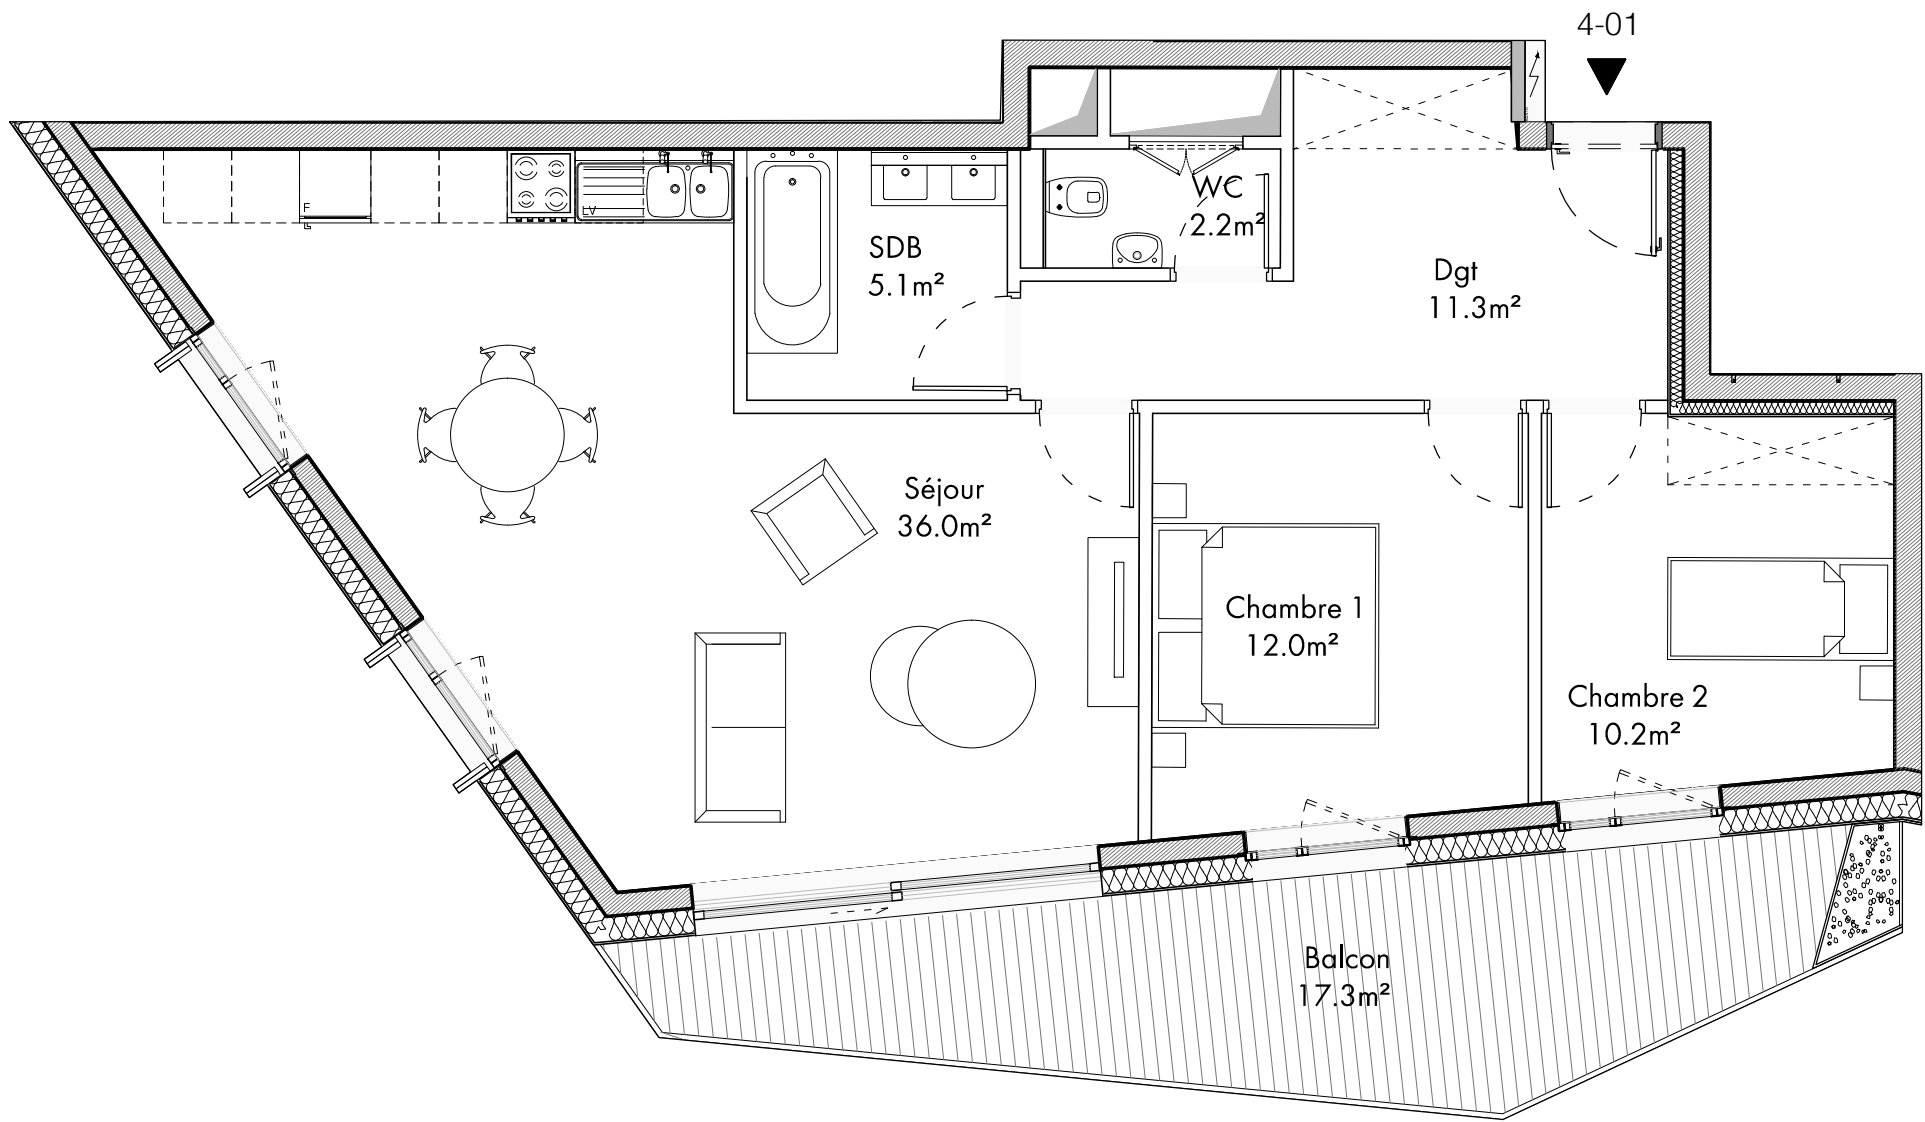 4-01
WC
2.2m²
F
LV
SDB
5.1m²
Dgt
11.3m²
Séjour
36.0m²
Chambre 1
12.0m²
Chambre 2
10.2m²
Balcon
17.3m²